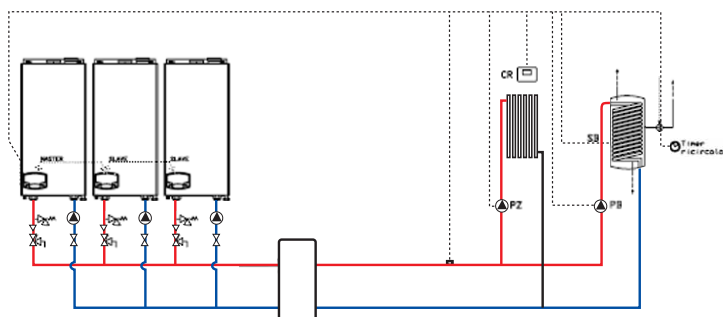 CR
MASTER
SLAVE
SLAVE
SB
Timer
ricircolo
PZ
PB